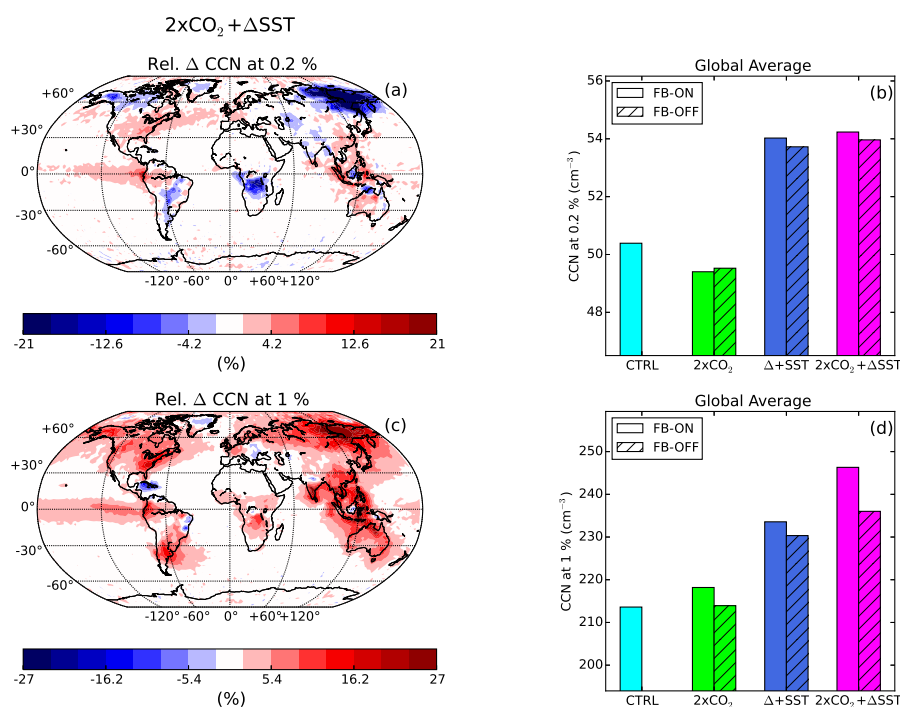 2xCO₂+ΔSST
Rel. Δ CCN at 0.2 %
(a)
+60°
+30°
0°
-30°
-60°
-120° -60° 0° +60° +120°
-21 -12.6 -4.2 4.2 12.6 21
(%)
Global Average
(b)
FB-ON
FB-OFF
CCN at 0.2 % (cm⁻³)
56
54
52
50
48
CTRL 2xCO₂ Δ+SST 2xCO₂+ΔSST
Rel. Δ CCN at 1 %
(c)
+60°
+30°
0°
-30°
-60°
-120° -60° 0° +60° +120°
-27 -16.2 -5.4 5.4 16.2 27
(%)
Global Average
(d)
FB-ON
FB-OFF
CCN at 1 % (cm⁻³)
250
240
230
220
210
200
CTRL 2xCO₂ Δ+SST 2xCO₂+ΔSST